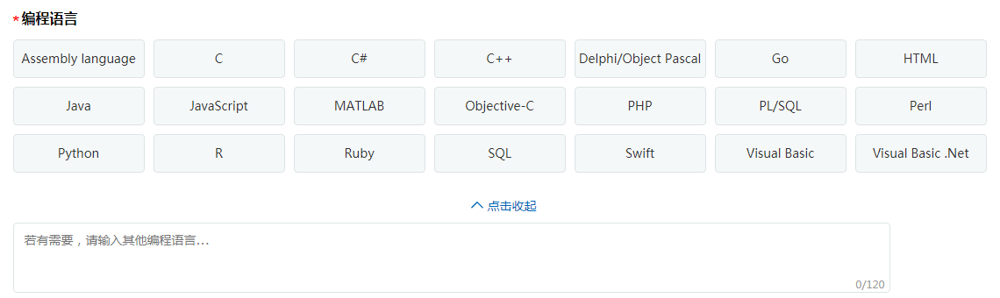 *编程语言
Assembly language C C# C++ Delphi/Object Pascal Go HTML
Java JavaScript MATLAB Objective-C PHP PL/SQL Perl
Python R Ruby SQL Swift Visual Basic Visual Basic .Net
点击收起
若有需要，请输入其他编程语言...
0/120